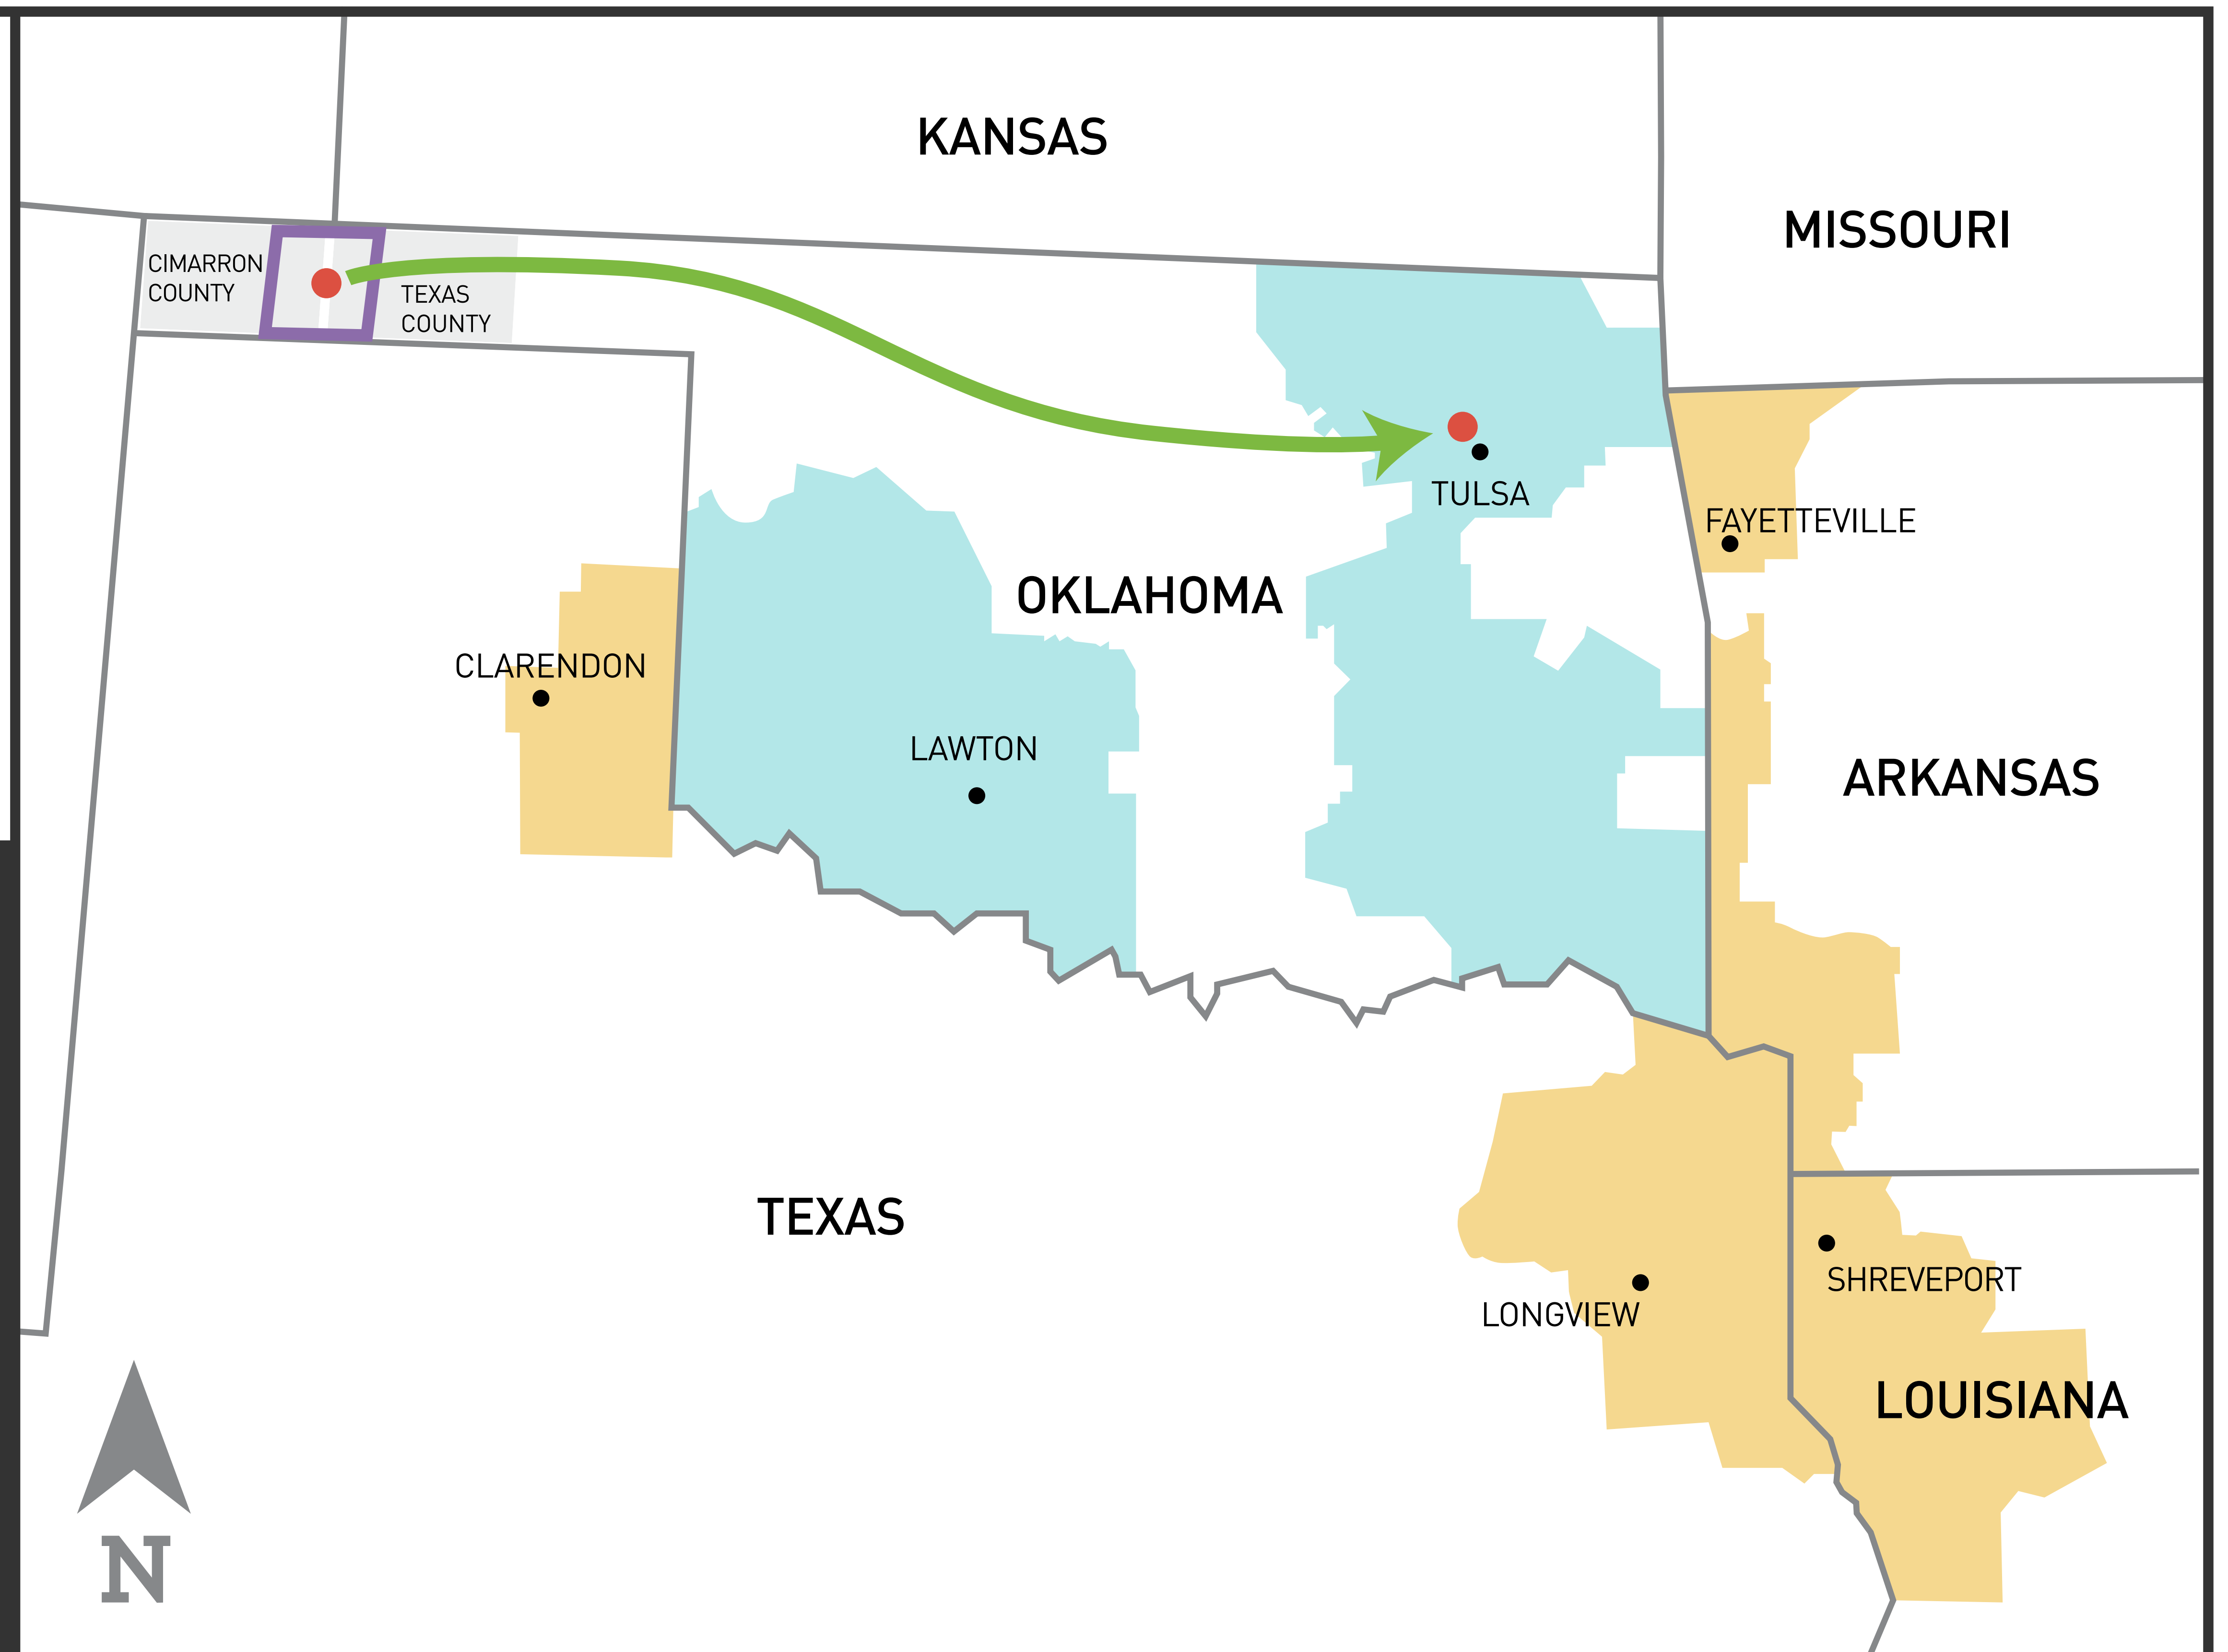 KANSAS
MISSOURI
CIMARRON
COUNTY
TEXAS
COUNTY
TULSA
FAYETTEVILLE
OKLAHOMA
CLARENDON
LAWTON
ARKANSAS
TEXAS
SHREVEPORT
LONGVIEW
LOUISIANA
N